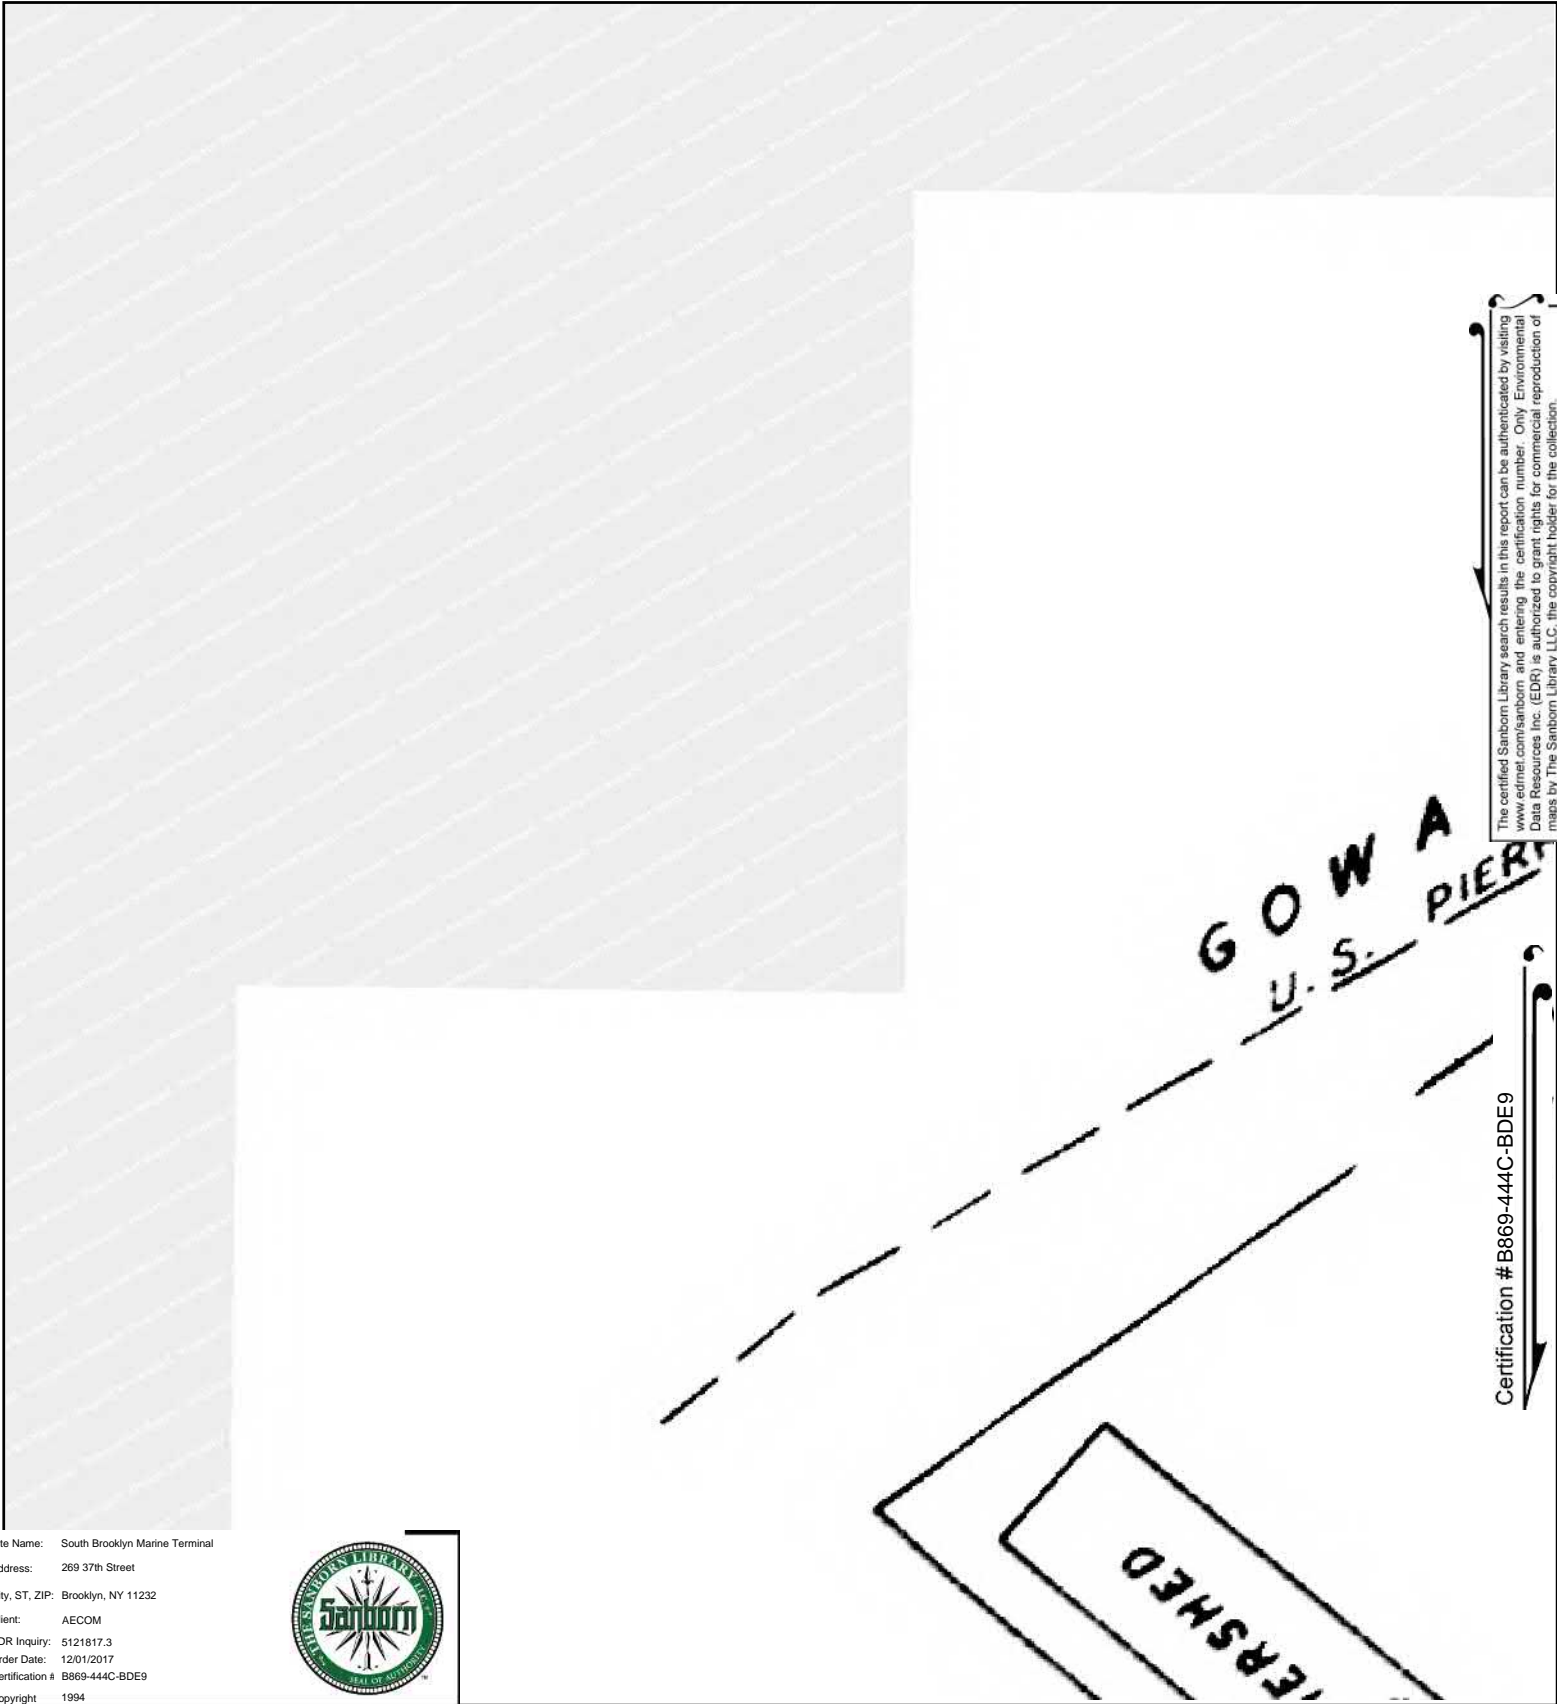 The certified Sanborn Library search results in this report can be authenticated by visiting
www.edrnet.com/sanborn and entering the certification number. Only Environmental
Data Resources Inc. (EDR) is authorized to grant rights for commercial reproduction of
maps by The Sanborn Library LLC, the copyright holder for the collection.
GOWA
U. S. PIER
Certification # B869-444C-BDE9
ERSHED
te Name: South Brooklyn Marine Terminal
ddress: 269 37th Street
ty, ST, ZIP: Brooklyn, NY 11232
ient: AECOM
DR Inquiry: 5121817.3
rder Date: 12/01/2017
ertification # B869-444C-BDE9
opyright 1994
THE SANBORN LIBRARY LLC
Sanborn
SEAL OF AUTHORITY